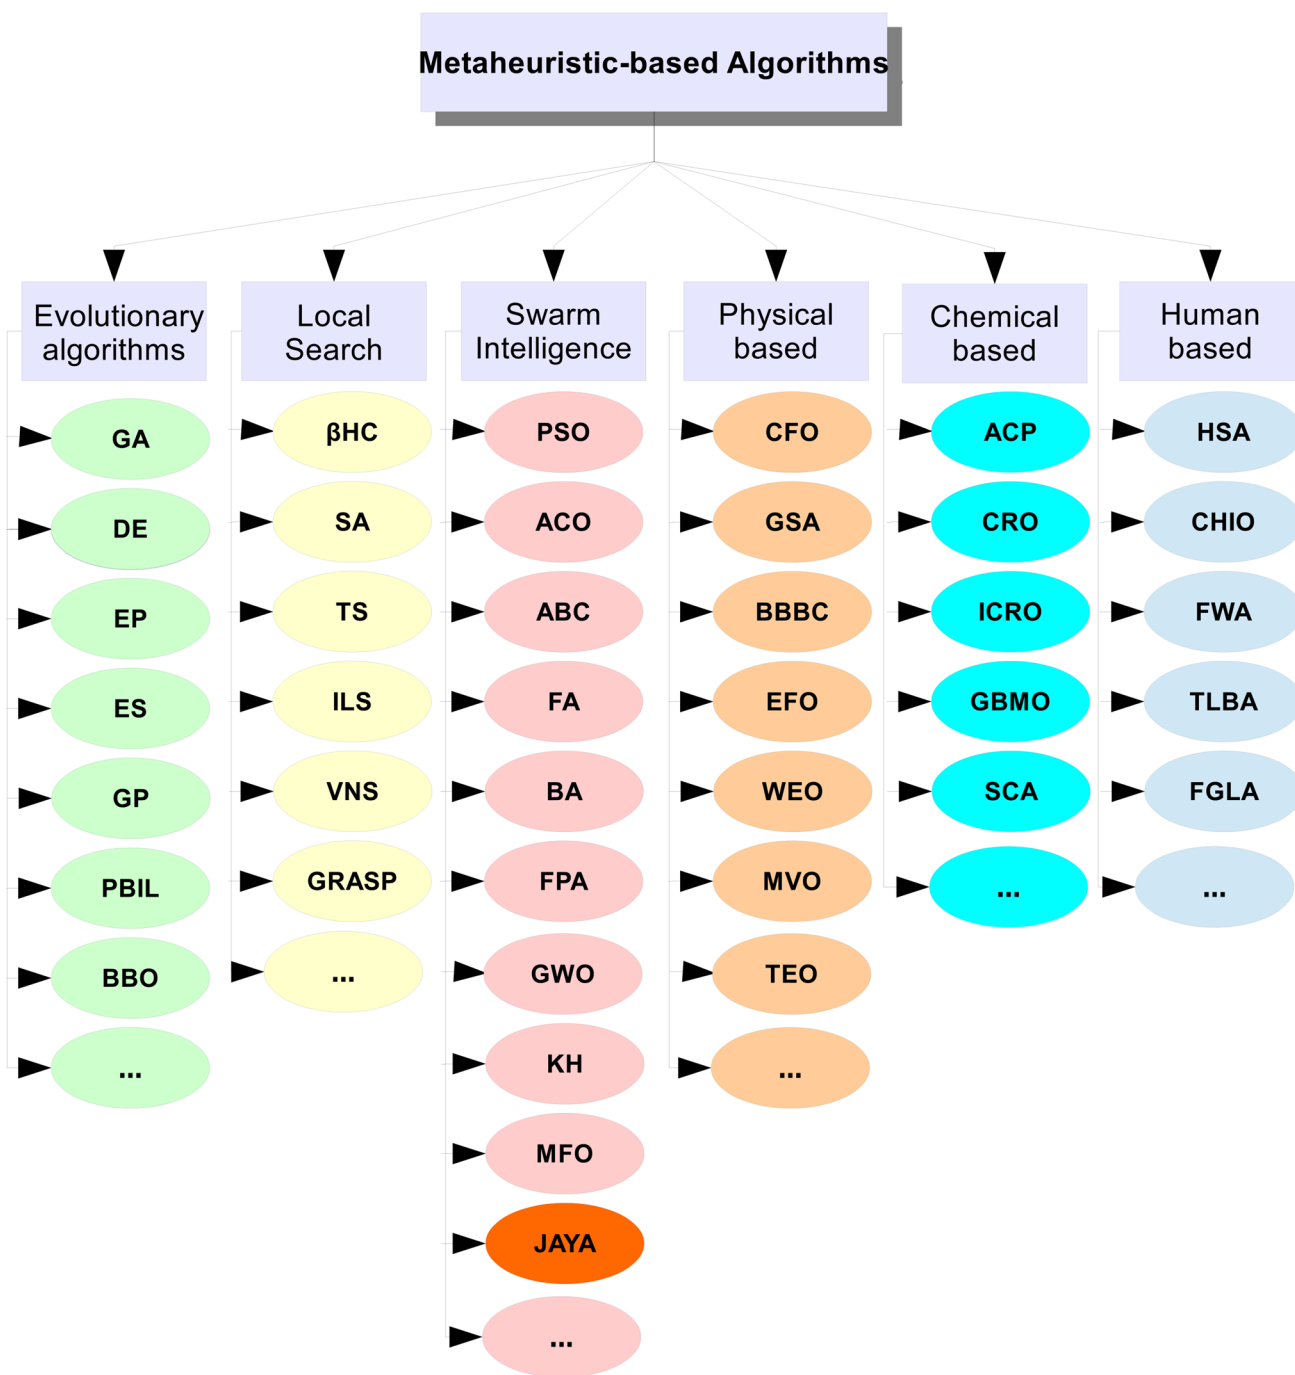 Metaheuristic-based Algorithms
Evolutionary
algorithms
GA
DE
EP
ES
GP
PBIL
BBO
...
Local
Search
βHC
SA
TS
ILS
VNS
GRASP
...
Swarm
Intelligence
PSO
ACO
ABC
FA
BA
FPA
GWO
KH
MFO
JAYA
...
Physical
based
CFO
GSA
BBBC
EFO
WEO
MVO
TEO
...
Chemical
based
ACP
CRO
ICRO
GBMO
SCA
...
Human
based
HSA
CHIO
FWA
TLBA
FGLA
...